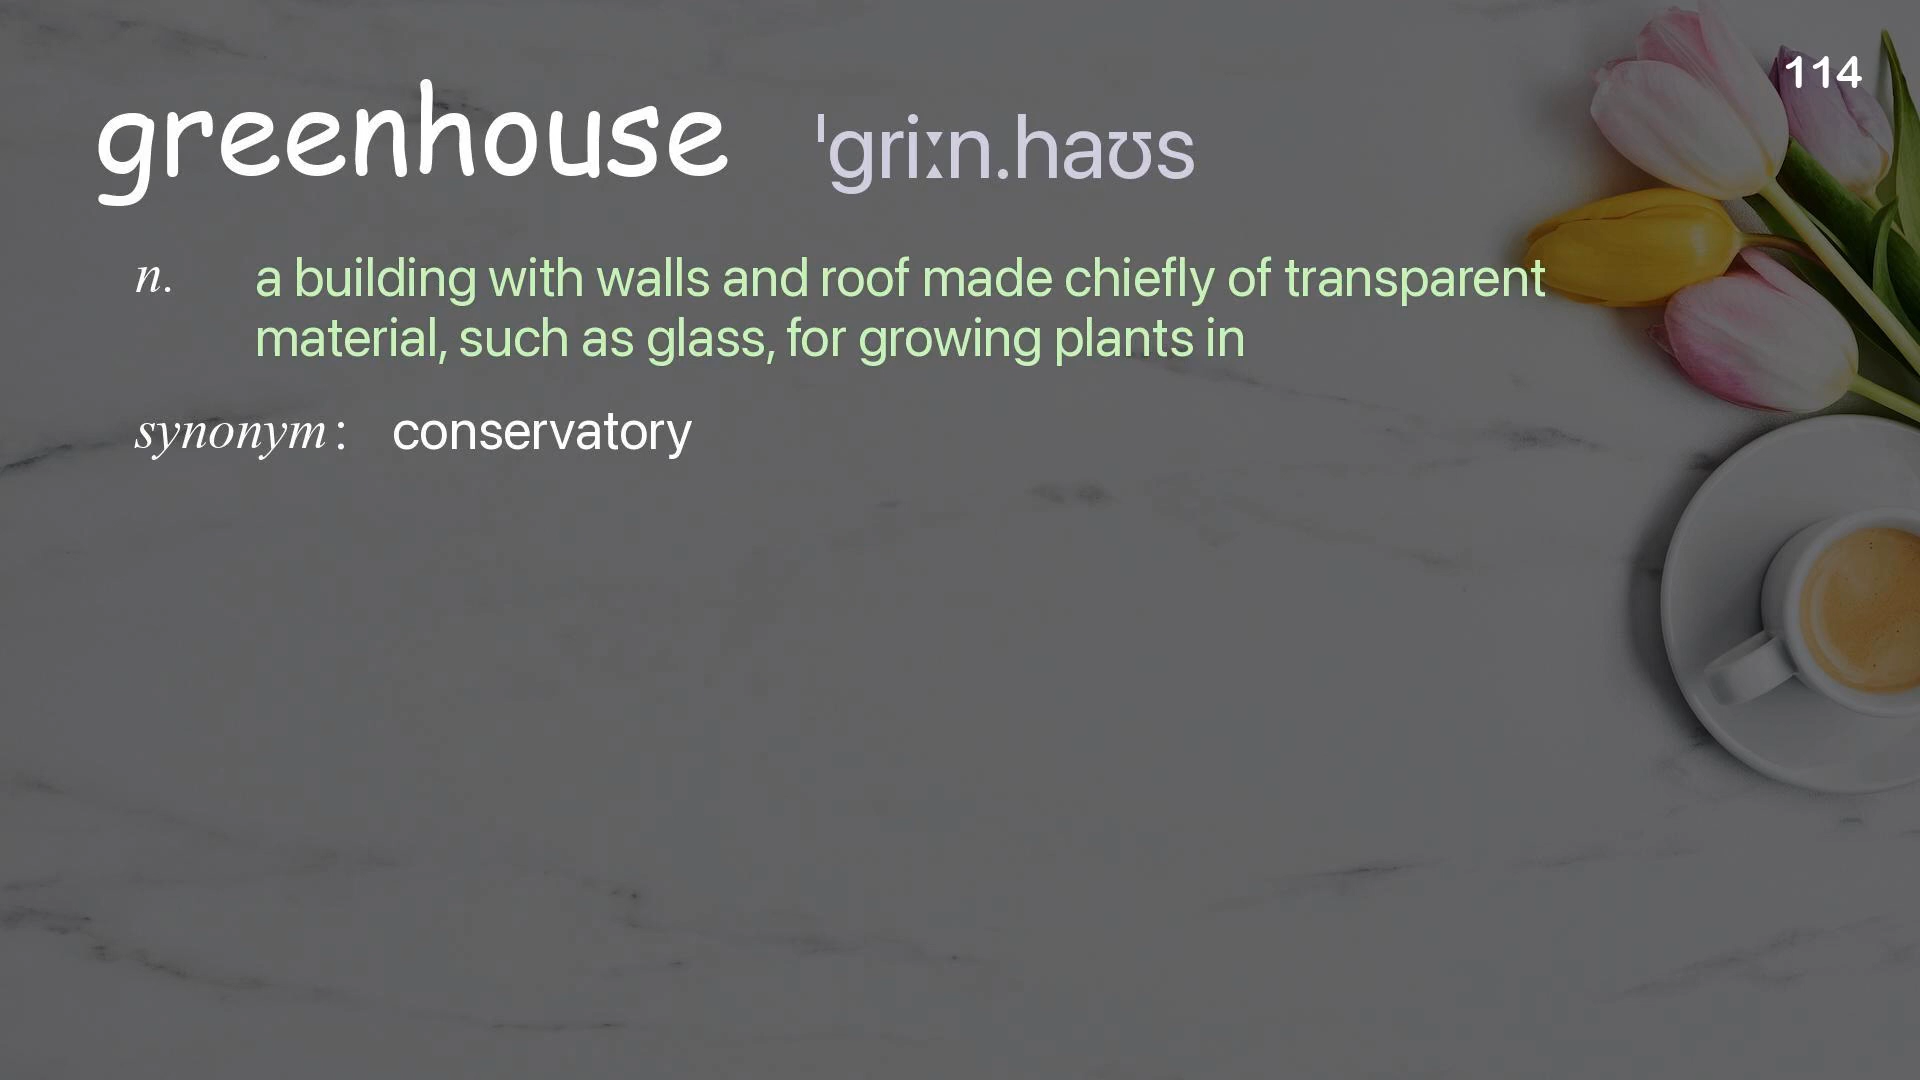 114
greenhouse ˈgriːn.haʊs
n. a building with walls and roof made chiefly of transparent
material, such as glass, for growing plants in
synonym: conservatory